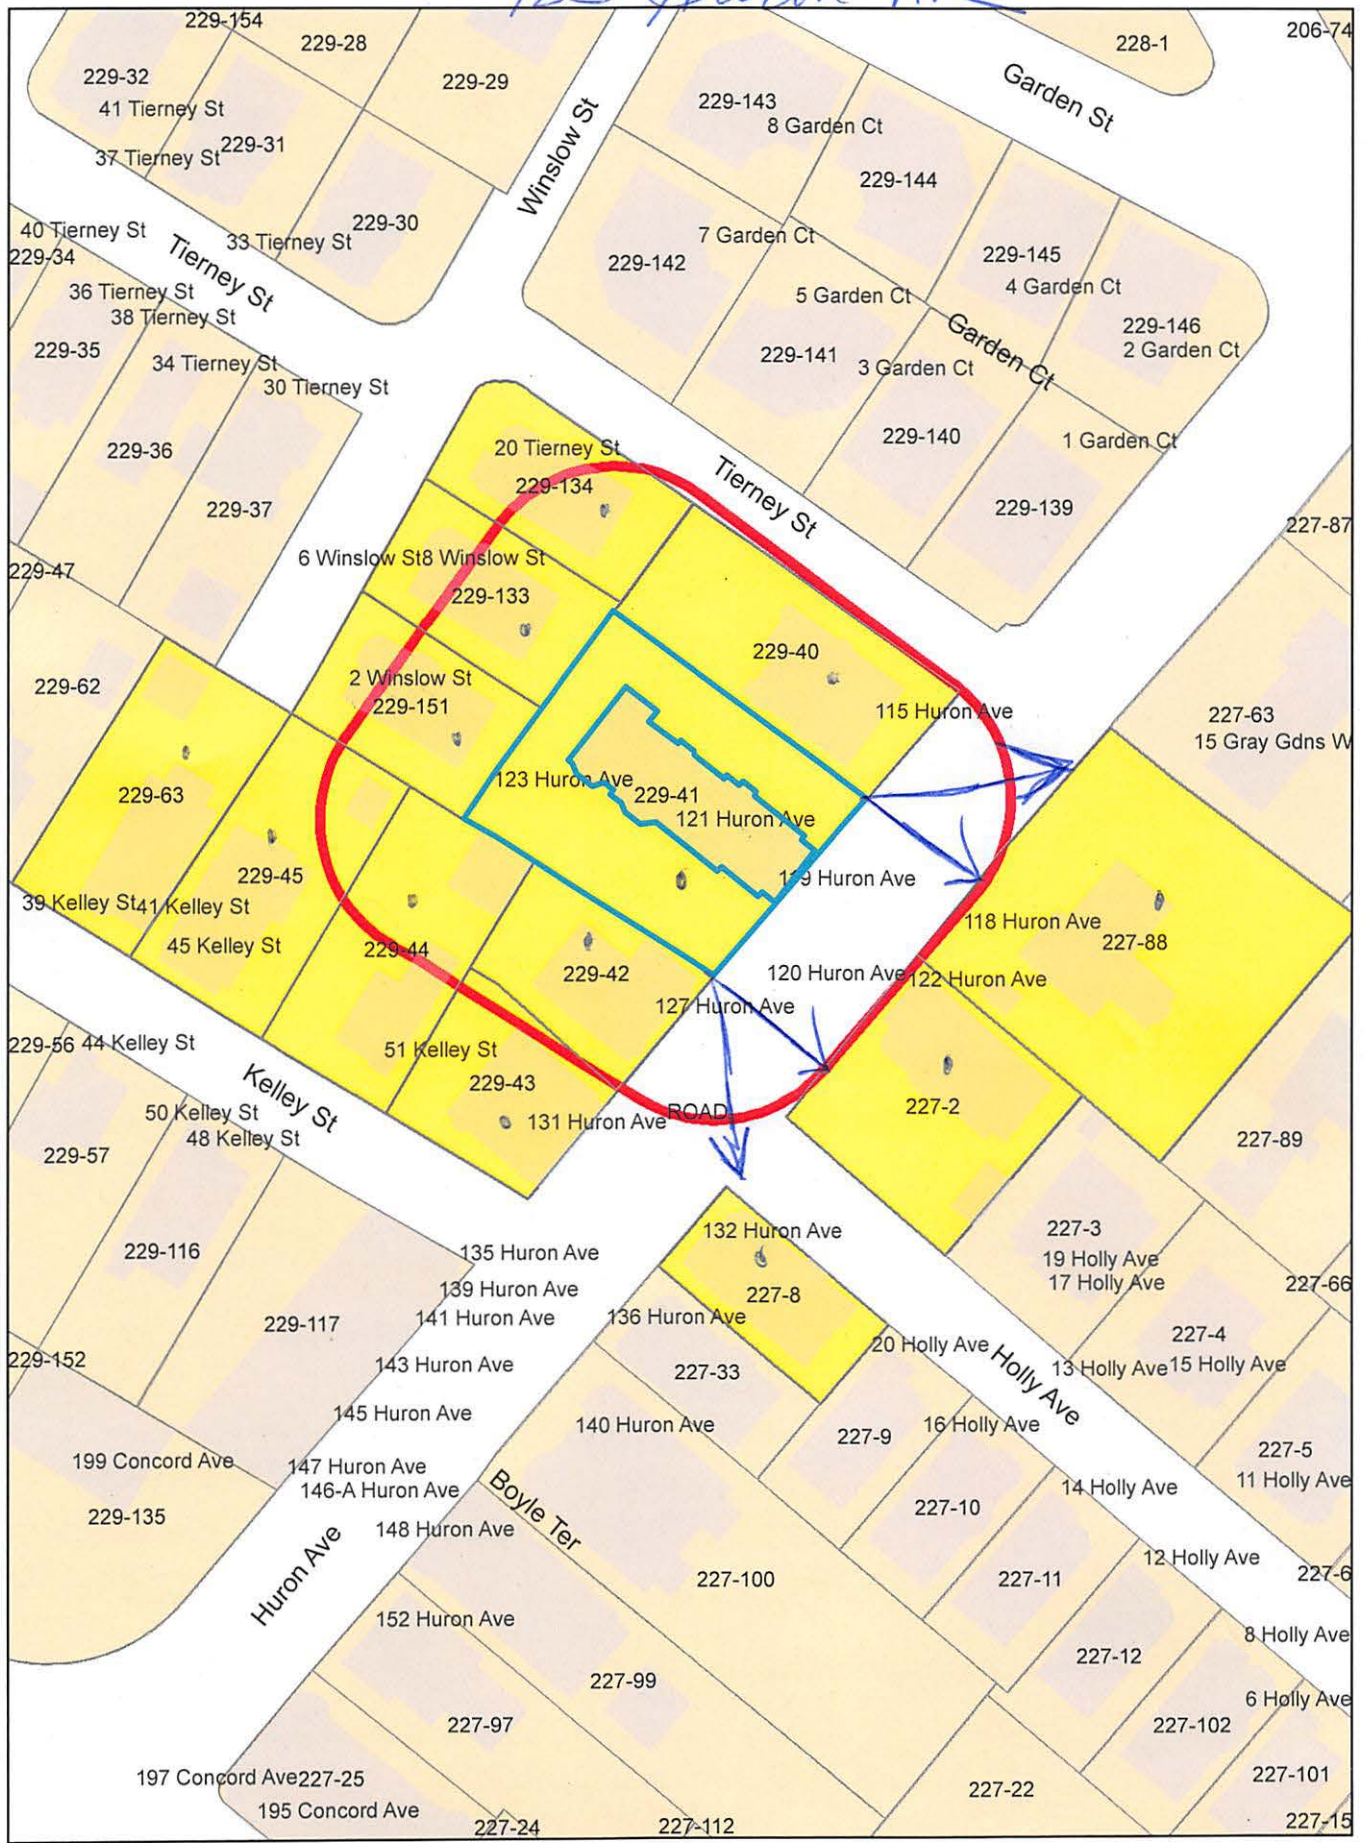 229-154
229-28
228-1
206-74
229-32
229-29
Garden St
41 Tierney St
229-143
8 Garden Ct
229-31
37 Tierney St
Winslow St
229-144
229-30
40 Tierney St
33 Tierney St
7 Garden Ct
229-34
Tierney St
229-142
229-145
36 Tierney St
5 Garden Ct
4 Garden Ct
38 Tierney St
229-146
229-35
229-141
Garden Ct
2 Garden Ct
34 Tierney St
3 Garden Ct
30 Tierney St
229-36
20 Tierney St
229-140
1 Garden Ct
229-134
Tierney St
229-37
229-139
227-87
6 Winslow St
8 Winslow St
229-47
229-133
229-40
229-62
2 Winslow St
229-151
115 Huron Ave
227-63
15 Gray Gdns W
123 Huron Ave
229-63
229-41
121 Huron Ave
229-45
119 Huron Ave
39 Kelley St
41 Kelley St
118 Huron Ave
45 Kelley St
229-44
227-88
229-42
120 Huron Ave
122 Huron Ave
127 Huron Ave
229-56
44 Kelley St
51 Kelley St
229-43
Kelley St
227-2
50 Kelley St
131 Huron Ave
ROAD
48 Kelley St
229-57
227-89
132 Huron Ave
227-3
229-116
135 Huron Ave
19 Holly Ave
139 Huron Ave
227-8
17 Holly Ave
227-66
141 Huron Ave
136 Huron Ave
229-117
227-4
20 Holly Ave
229-152
143 Huron Ave
227-33
Holly Ave
13 Holly Ave
15 Holly Ave
145 Huron Ave
140 Huron Ave
16 Holly Ave
227-9
227-5
199 Concord Ave
147 Huron Ave
11 Holly Ave
146-A Huron Ave
14 Holly Ave
229-135
Boyle Ter
227-10
148 Huron Ave
12 Holly Ave
Huron Ave
227-100
227-11
227-6
152 Huron Ave
8 Holly Ave
227-12
227-99
6 Holly Ave
227-97
227-102
197 Concord Ave
227-25
227-22
227-101
195 Concord Ave
227-24
227-112
227-15